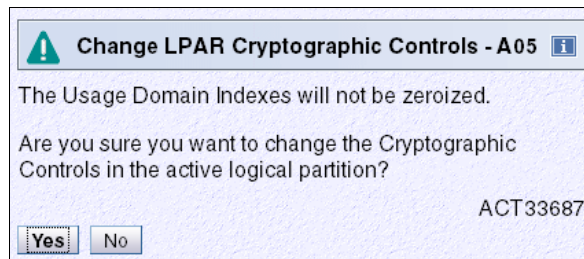 Change LPAR Cryptographic Controls - A05 i
The Usage Domain Indexes will not be zeroized.
Are you sure you want to change the Cryptographic
Controls in the active logical partition?
ACT33687
Yes No